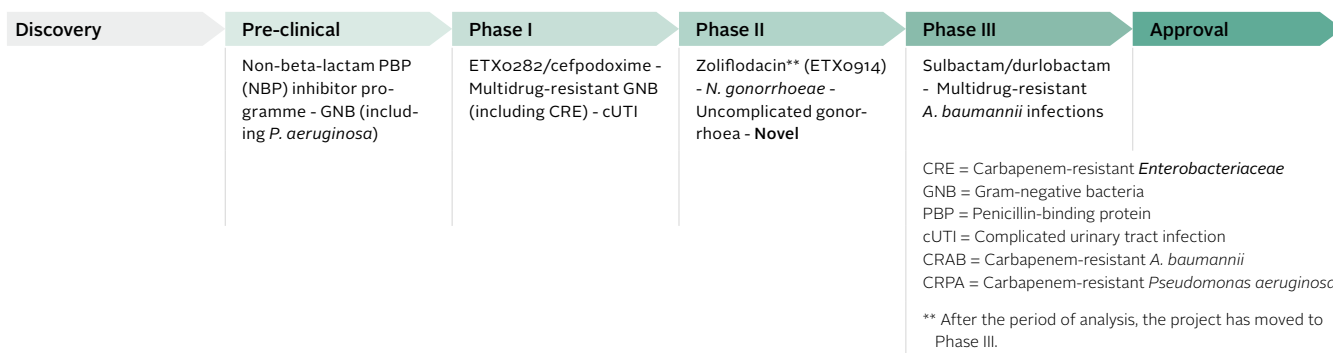 Discovery
Pre-clinical
Phase I
Phase II
Phase III
Approval
Non-beta-lactam PBP
(NBP) inhibitor pro-
gramme - GNB (includ-
ing P. aeruginosa)
ETX0282/cefpodoxime -
Multidrug-resistant GNB
(including CRE) - cUTI
Zoliflodacin** (ETX0914)
- N. gonorrhoeae -
Uncomplicated gonor-
rhoea - Novel
Sulbactam/durlobactam
- Multidrug-resistant
A. baumannii infections
CRE = Carbapenem-resistant Enterobacteriaceae
GNB = Gram-negative bacteria
PBP = Penicillin-binding protein
cUTI = Complicated urinary tract infection
CRAB = Carbapenem-resistant A. baumannii
CRPA = Carbapenem-resistant Pseudomonas aeruginosa
** After the period of analysis, the project has moved to
Phase III.